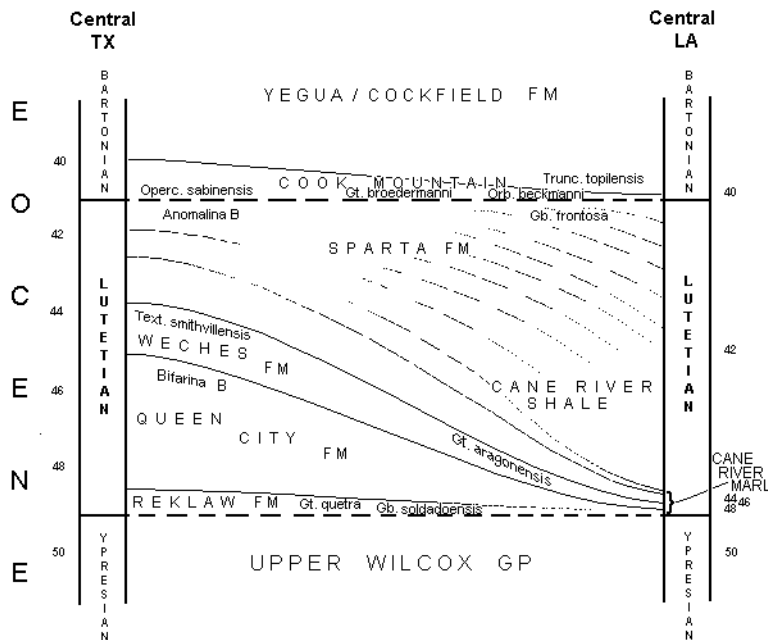 Central
TX
Central
LA
E
O
C
E
N
E
BARTONIAN
LUTETIAN
YPRESIAN
40
42
44
46
48
50
YEGUA / COCKFIELD FM
COOK MOUNTAIN
Trunc. topilensis
Operc. sabinensis
Gt. broedermanni
Orb. beckmanni
Anomalina B
Gb. frontosa
SPARTA FM
Text. smithvillensis
WECHES FM
Bifarina B
CANE RIVER
SHALE
QUEEN
CITY
FM
Gt. aragonensis
REKLAW FM
Gt. quetra
Gb. soldadoensis
UPPER WILCOX GP
BARTONIAN
LUTETIAN
YPRESIAN
40
42
CANE
RIVER
MARL
44 46
48
50